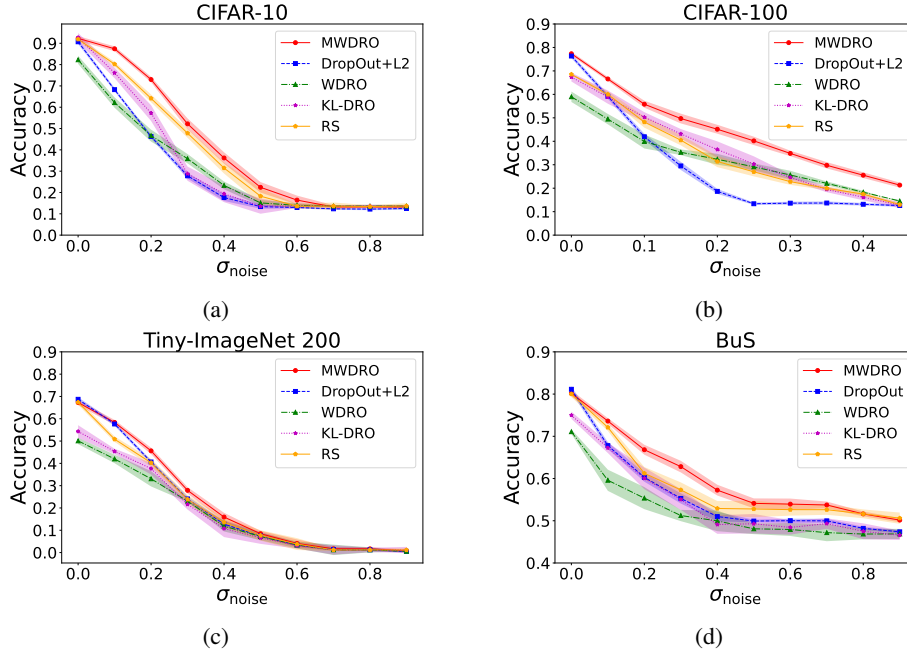 CIFAR-10
Accuracy
0.9
0.8
0.7
0.6
0.5
0.4
0.3
0.2
0.1
0.0
MWDRO
DropOut+L2
WDRO
KL-DRO
RS
0.0 0.2 0.4 0.6 0.8
σnoise
(a)
CIFAR-100
Accuracy
0.9
0.8
0.7
0.6
0.5
0.4
0.3
0.2
0.1
0.0
MWDRO
DropOut+L2
WDRO
KL-DRO
RS
0.0 0.1 0.2 0.3 0.4
σnoise
(b)
Tiny-ImageNet 200
Accuracy
0.9
0.8
0.7
0.6
0.5
0.4
0.3
0.2
0.1
0.0
MWDRO
DropOut+L2
WDRO
KL-DRO
RS
0.0 0.2 0.4 0.6 0.8
σnoise
(c)
BuS
Accuracy
0.9
0.8
0.7
0.6
0.5
0.4
MWDRO
DropOut
WDRO
KL-DRO
RS
0.0 0.2 0.4 0.6 0.8
σnoise
(d)